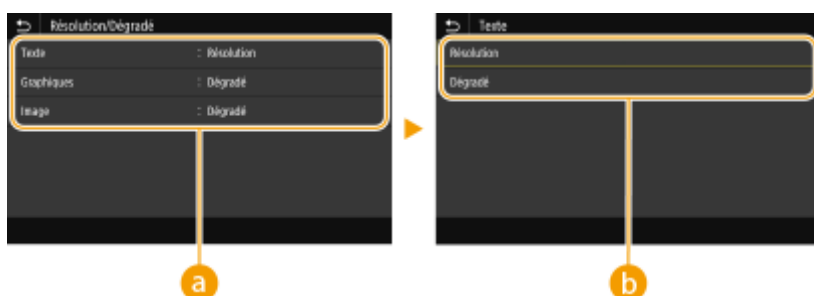 Résolution/Dégradé
Texte : Résolution
Graphiques : Dégradé
Image : Dégradé
a
Texte
Résolution
Dégradé
b